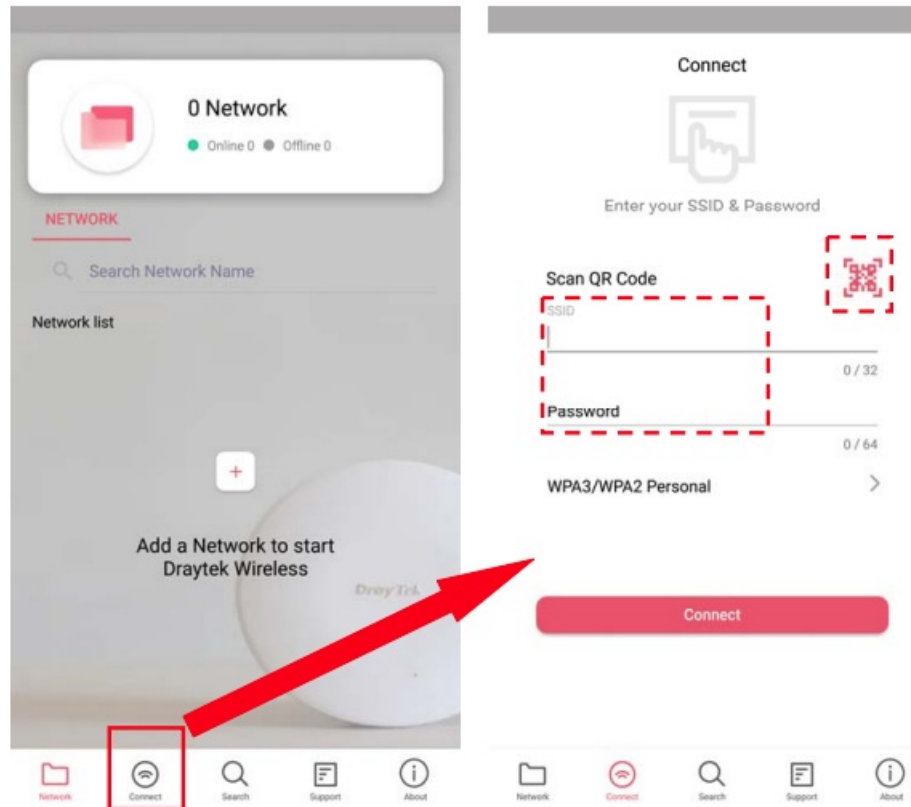 0 Network
Online 0 Offline 0
NETWORK
Search Network Name
Network list
Add a Network to start
Draytek Wireless
DrayTek
Network Connect Search Support About
Connect
Enter your SSID & Password
Scan QR Code
SSID
0 / 32
Password
0 / 64
WPA3/WPA2 Personal
Connect
Network Connect Search Support About